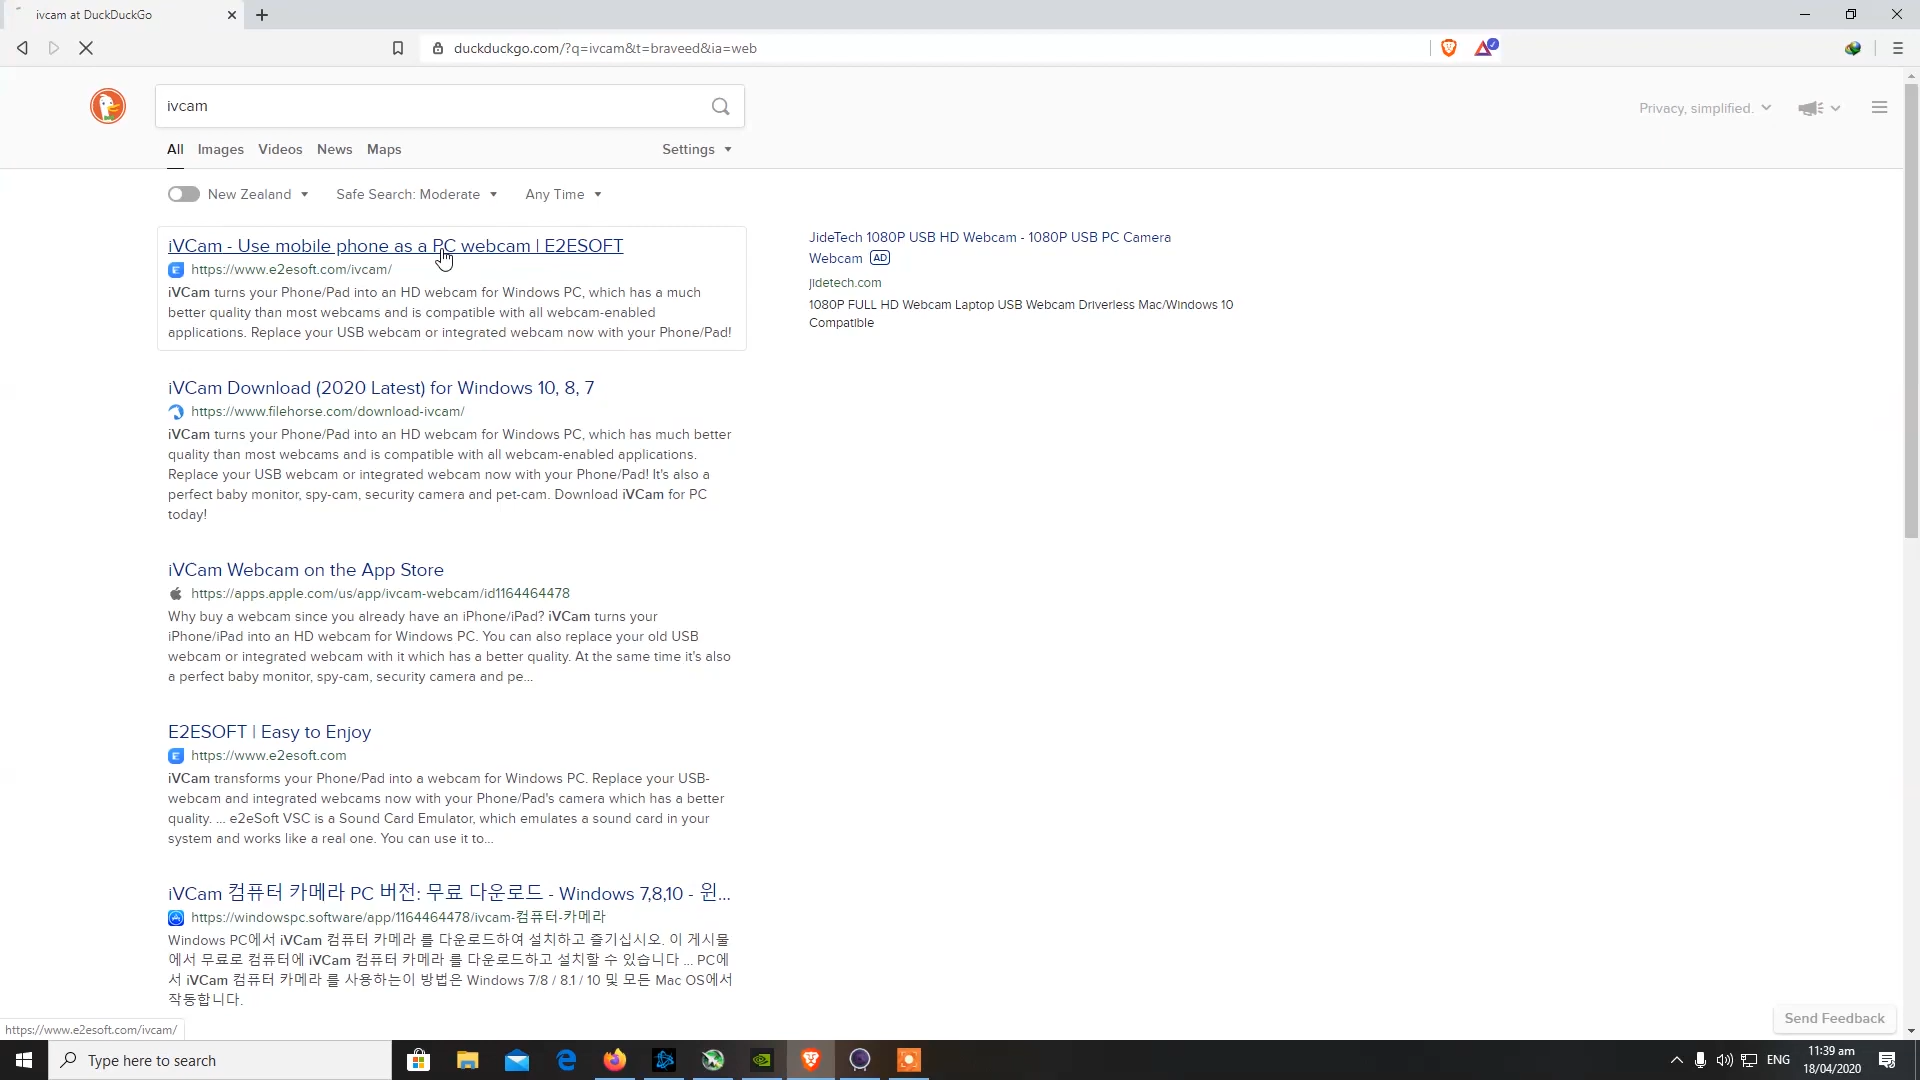 ivcam at DuckDuckGo
duckduckgo.com/?q=ivcam&t=braveed&ia=web
ivcam
Privacy, simplified.
All Images Videos News Maps Settings
New Zealand Safe Search: Moderate Any Time
iVCam - Use mobile phone as a PC webcam | E2ESOFT
https://www.e2esoft.com/ivcam/
iVCam turns your Phone/Pad into an HD webcam for Windows PC, which has a much
better quality than most webcams and is compatible with all webcam-enabled
applications. Replace your USB webcam or integrated webcam now with your Phone/Pad!
JideTech 1080P USB HD Webcam - 1080P USB PC Camera
Webcam AD
jidetech.com
1080P FULL HD Webcam Laptop USB Webcam Driverless Mac/Windows 10
Compatible
iVCam Download (2020 Latest) for Windows 10, 8, 7
https://www.filehorse.com/download-ivcam/
iVCam turns your Phone/Pad into an HD webcam for Windows PC, which has much better
quality than most webcams and is compatible with all webcam-enabled applications.
Replace your USB webcam or integrated webcam now with your Phone/Pad! It's also a
perfect baby monitor, spy-cam, security camera and pet-cam. Download iVCam for PC
today!
iVCam Webcam on the App Store
https://apps.apple.com/us/app/ivcam-webcam/id1164464478
Why buy a webcam since you already have an iPhone/iPad? iVCam turns your
iPhone/iPad into an HD webcam for Windows PC. You can also replace your old USB
webcam or integrated webcam with it which has a better quality. At the same time it's also
a perfect baby monitor, spy-cam, security camera and pe...
E2ESOFT | Easy to Enjoy
https://www.e2esoft.com
iVCam transforms your Phone/Pad into a webcam for Windows PC. Replace your USB-
webcam and integrated webcams now with your Phone/Pad's camera which has a better
quality. ... e2eSoft VSC is a Sound Card Emulator, which emulates a sound card in your
system and works like a real one. You can use it to...
iVCam 컴퓨터 카메라 PC 버전: 무료 다운로드 - Windows 7,8,10 - 윈...
https://windowspc.software/app/1164464478/ivcam-컴퓨터-카메라
Windows PC에서 iVCam 컴퓨터 카메라 를 다운로드하여 설치하고 즐기십시오. 이 게시물
에서 무료로 컴퓨터에 iVCam 컴퓨터 카메라 를 다운로드하고 설치할 수 있습니다 ... PC에
서 iVCam 컴퓨터 카메라 를 사용하는이 방법은 Windows 7/8 / 8.1 / 10 및 모든 Mac OS에서
작동합니다.
Send Feedback
https://www.e2esoft.com/ivcam/
Type here to search
ENG
11:39 am
18/04/2020